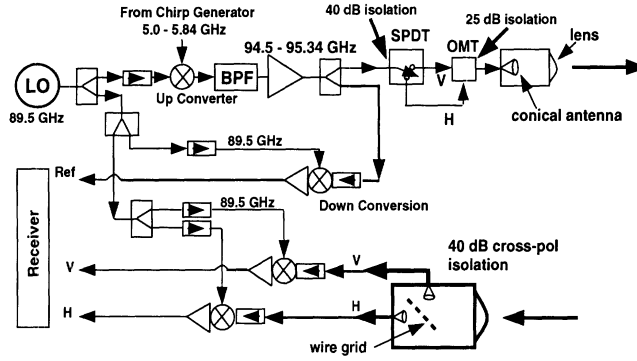 From Chirp Generator
5.0 - 5.84 GHz
40 dB isolation
SPDT
25 dB isolation
OMT
lens
94.5 - 95.34 GHz
LO
BPF
V
Up Converter
H
conical antenna
89.5 GHz
89.5 GHz
Ref
89.5 GHz
Down Conversion
Receiver
40 dB cross-pol
isolation
V
V
H
H
wire grid